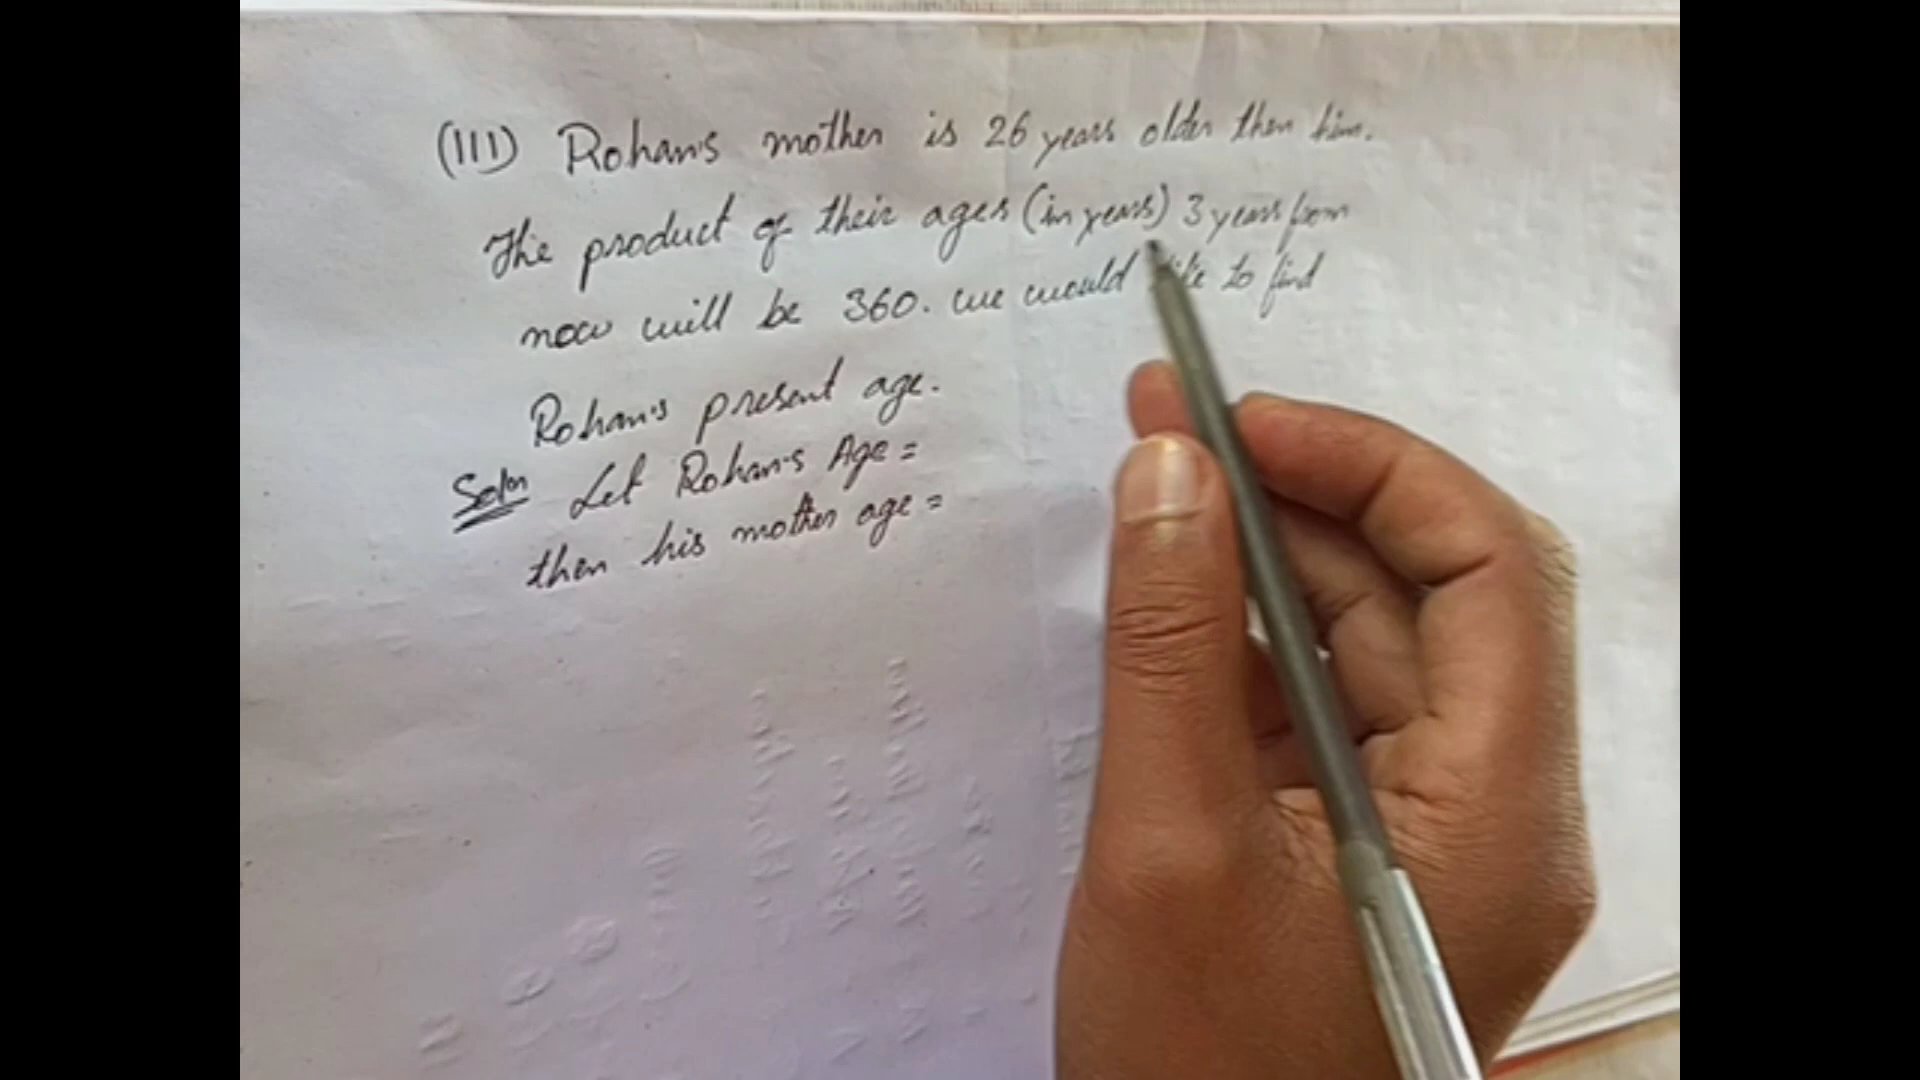 (III) Rohan's mother is 26 years older then him.
The product of their ages (in years) 3 years from
now will be 360. we would like to find
Rohan's present age.
Soln Let Rohan's Age =
then his mother age =